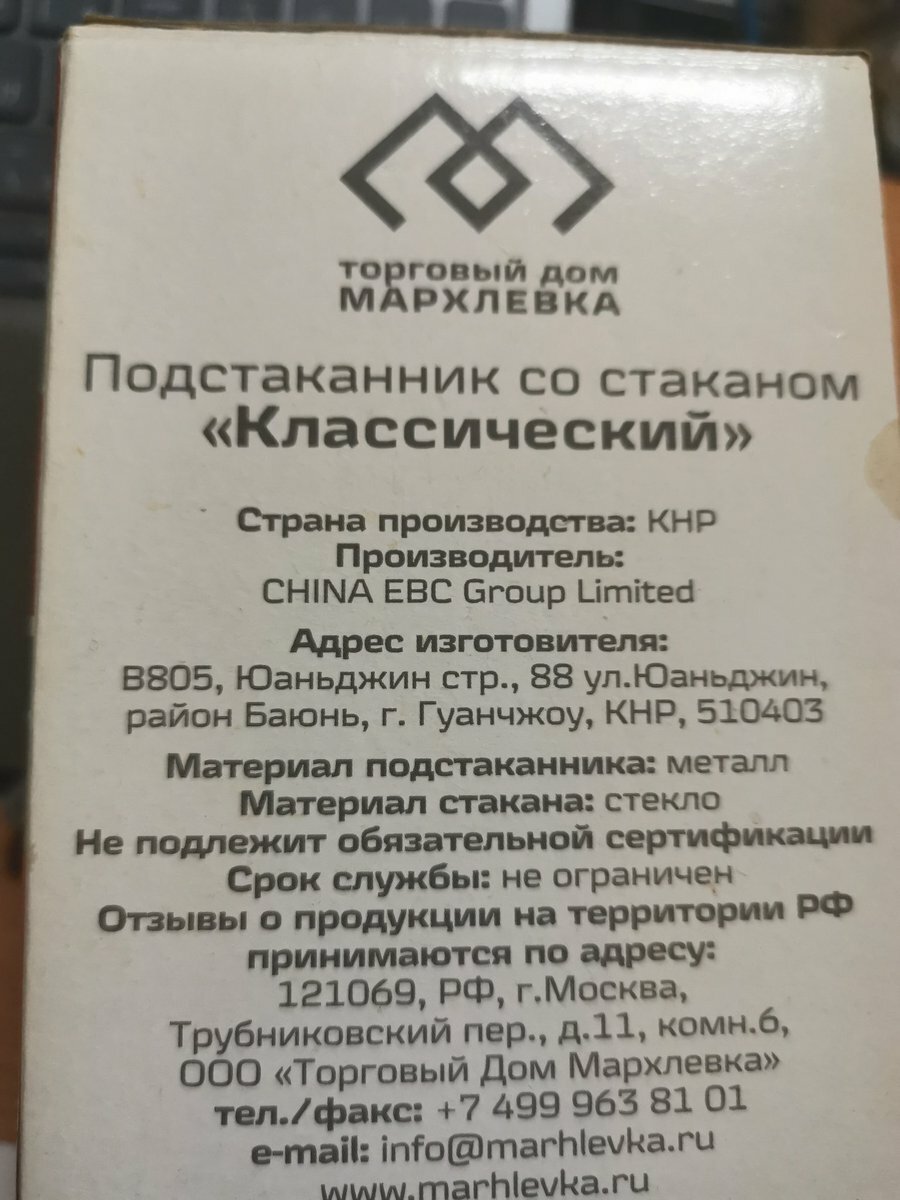 торговый дом
МАРХЛЕВКА
Подстаканник со стаканом
«Классический»
Страна производства: КНР
Производитель:
CHINA EBC Group Limited
Адрес изготовителя:
В805, Юаньджин стр., 88 ул.Юаньджин,
район Баюнь, г. Гуанчжоу, КНР, 510403
Материал подстаканника: металл
Материал стакана: стекло
Не подлежит обязательной сертификации
Срок службы: не ограничен
Отзывы о продукции на территории РФ
принимаются по адресу:
121069, РФ, г.Москва,
Трубниковский пер., д.11, комн.6,
ООО «Торговый Дом Мархлевка»
тел./факс: +7 499 963 81 01
e-mail: info@marhlevka.ru
www.marhlevka.ru